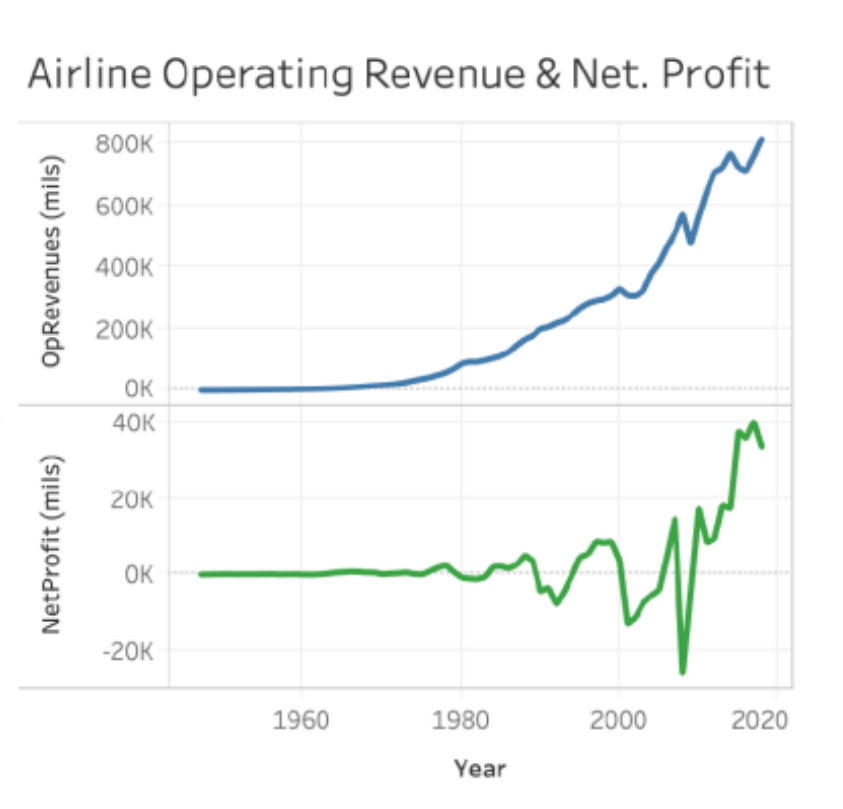 Airline Operating Revenue & Net. Profit
OpRevenues (mils)
800K
600K
400K
200K
0K
NetProfit (mils)
40K
20K
0K
-20K
1960 1980 2000 2020
Year